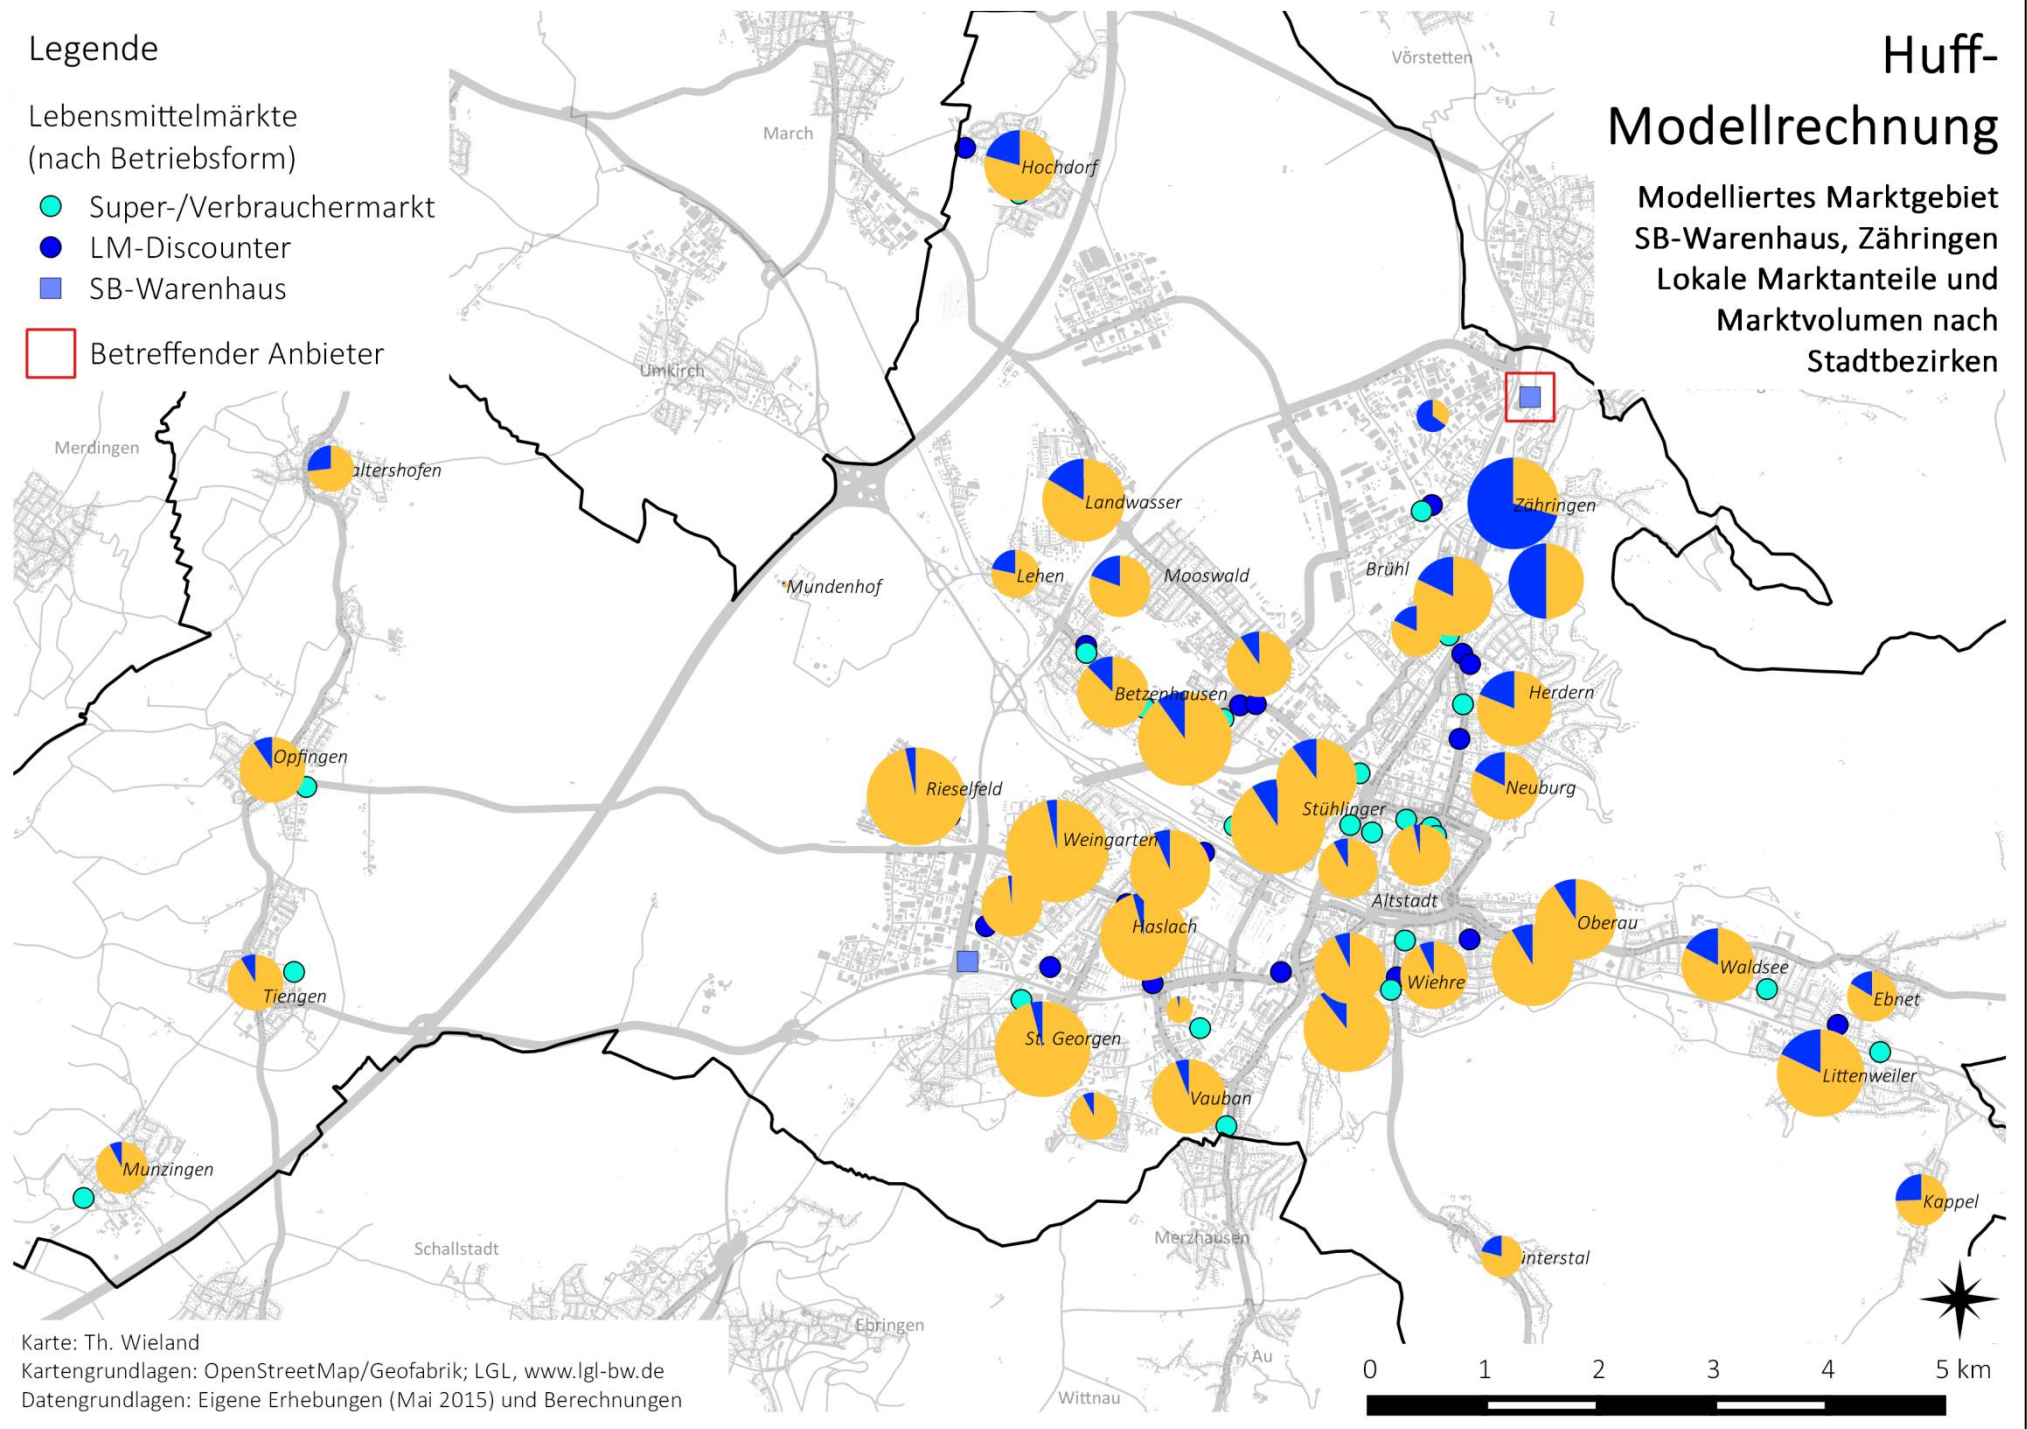 Legende
Lebensmittelmärkte
(nach Betriebsform)
Super-/Verbrauchermarkt
LM-Discounter
SB-Warenhaus
Betreffender Anbieter
Huff-
Modellrechnung
Modelliertes Marktgebiet
SB-Warenhaus, Zähringen
Lokale Marktanteile und
Marktvolumen nach
Stadtbezirken
Vörstetten
March
Hochdorf
Umkirch
Merdingen
altershofen
Landwasser
Zähringen
Lehen
Mooswald
Brühl
Mundenhof
Betzenhausen
Herdern
Opfingen
Rieselfeld
Neuburg
Stühlinger
Weingarten
Altstadt
Haslach
Oberau
Waldsee
Wiehre
Ebnet
Tiengen
St. Georgen
Littenweiler
Vauban
Munzingen
Kappel
Merzhausen
Schallstadt
ünterstal
Ebringen
Au
Wittnau
Karte: Th. Wieland
Kartengrundlagen: OpenStreetMap/Geofabrik; LGL, www.lgl-bw.de
Datengrundlagen: Eigene Erhebungen (Mai 2015) und Berechnungen
0 1 2 3 4 5 km